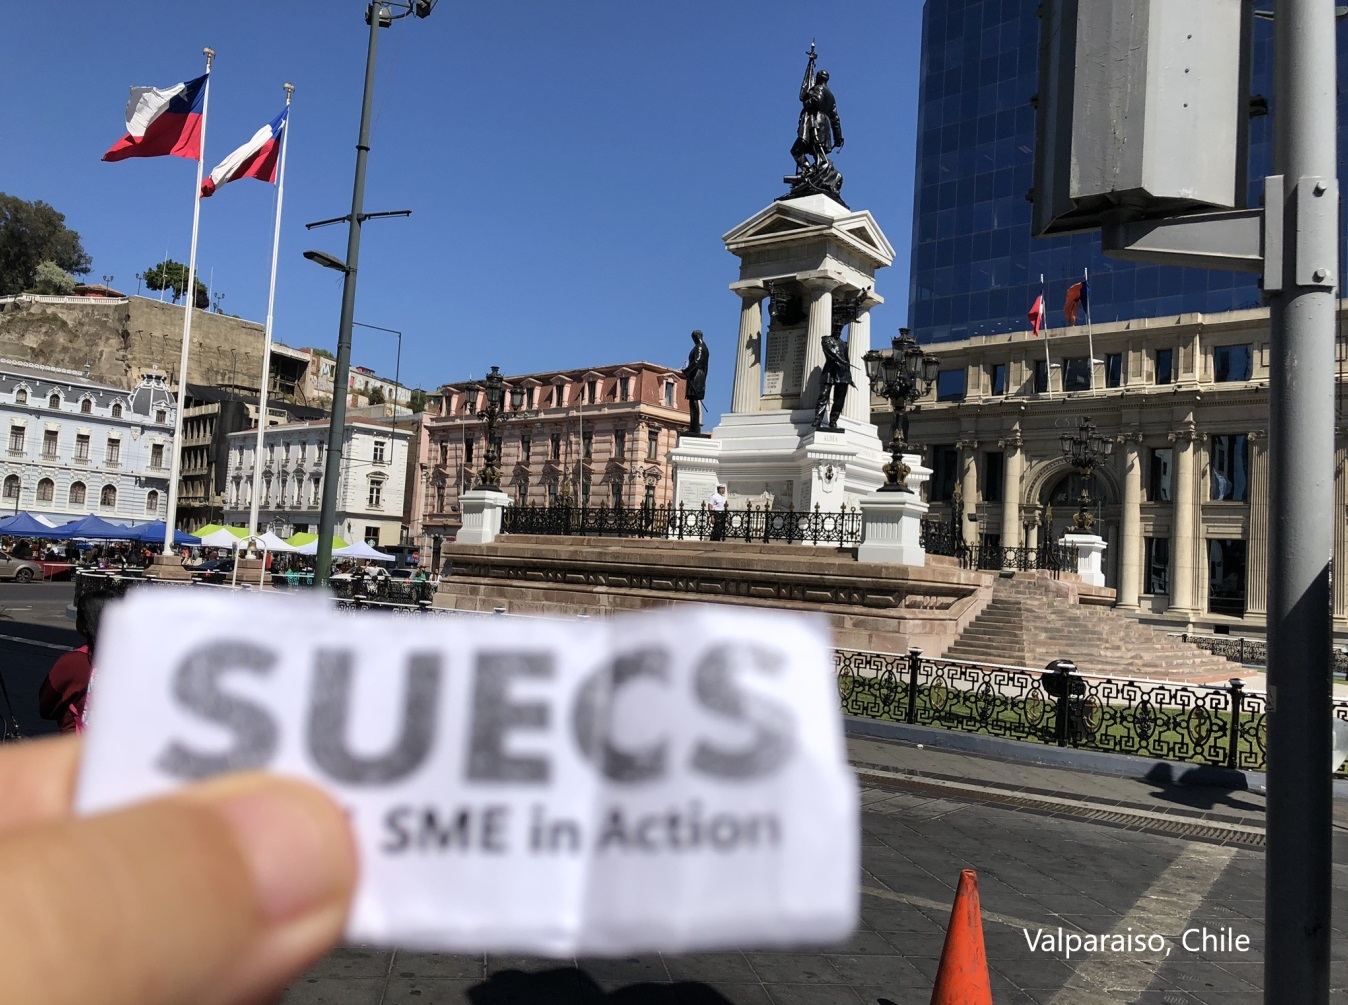 SUECS
SME in Action
Valparaiso, Chile